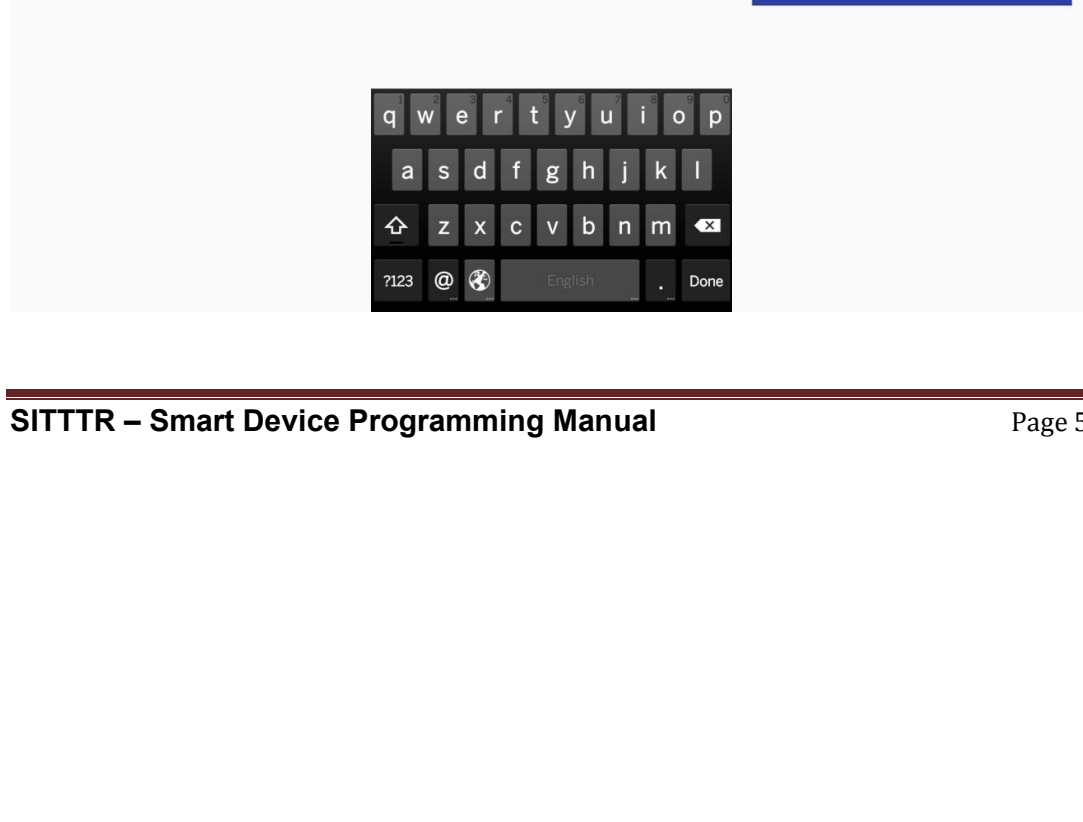 1 2 3 4 5 6 7 8 9 0
q w e r t y u i o p
a s d f g h j k l
z x c v b n m
?123 @ English . Done
SITTTR – Smart Device Programming Manual Page 5